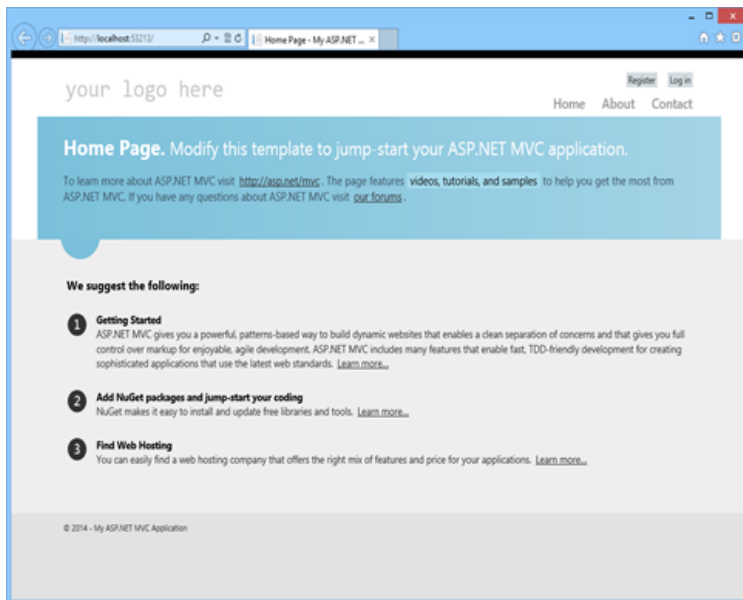 http://localhost:53213/
Home Page - My ASP.NET ...
your logo here
Register Log in
Home About Contact
Home Page. Modify this template to jump-start your ASP.NET MVC application.
To learn more about ASP.NET MVC visit http://asp.net/mvc . The page features videos, tutorials, and samples to help you get the most from
ASP.NET MVC. If you have any questions about ASP.NET MVC visit our forums .
We suggest the following:
1 Getting Started
ASP.NET MVC gives you a powerful, patterns-based way to build dynamic websites that enables a clean separation of concerns and that gives you full
control over markup for enjoyable, agile development. ASP.NET MVC includes many features that enable fast, TDD-friendly development for creating
sophisticated applications that use the latest web standards. Learn more...
2 Add NuGet packages and jump-start your coding
NuGet makes it easy to install and update free libraries and tools. Learn more...
3 Find Web Hosting
You can easily find a web hosting company that offers the right mix of features and price for your applications. Learn more...
© 2014 - My ASP.NET MVC Application